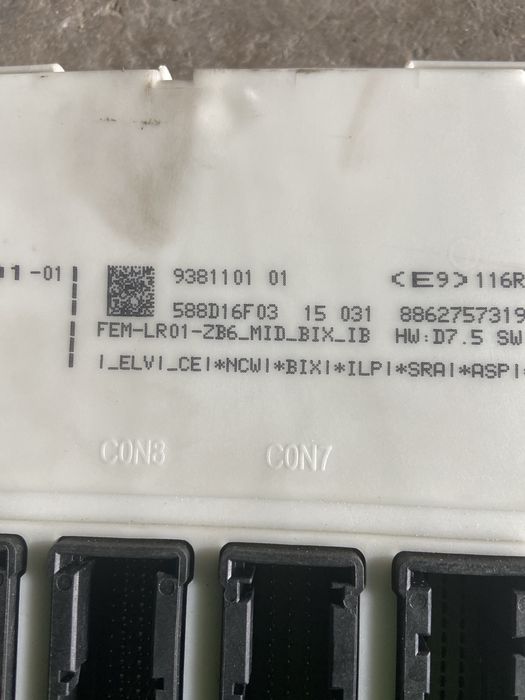 -01
9381101 01 <E9> 116R
588D16F03 15 031 8862757319
FEM-LR01-ZB6_MID_BIX_IB HW:D7.5 SW
|_ELV|_CE|*NCW|*BIX|*ILP|*SRA|*ASP|*
CON8 CON7